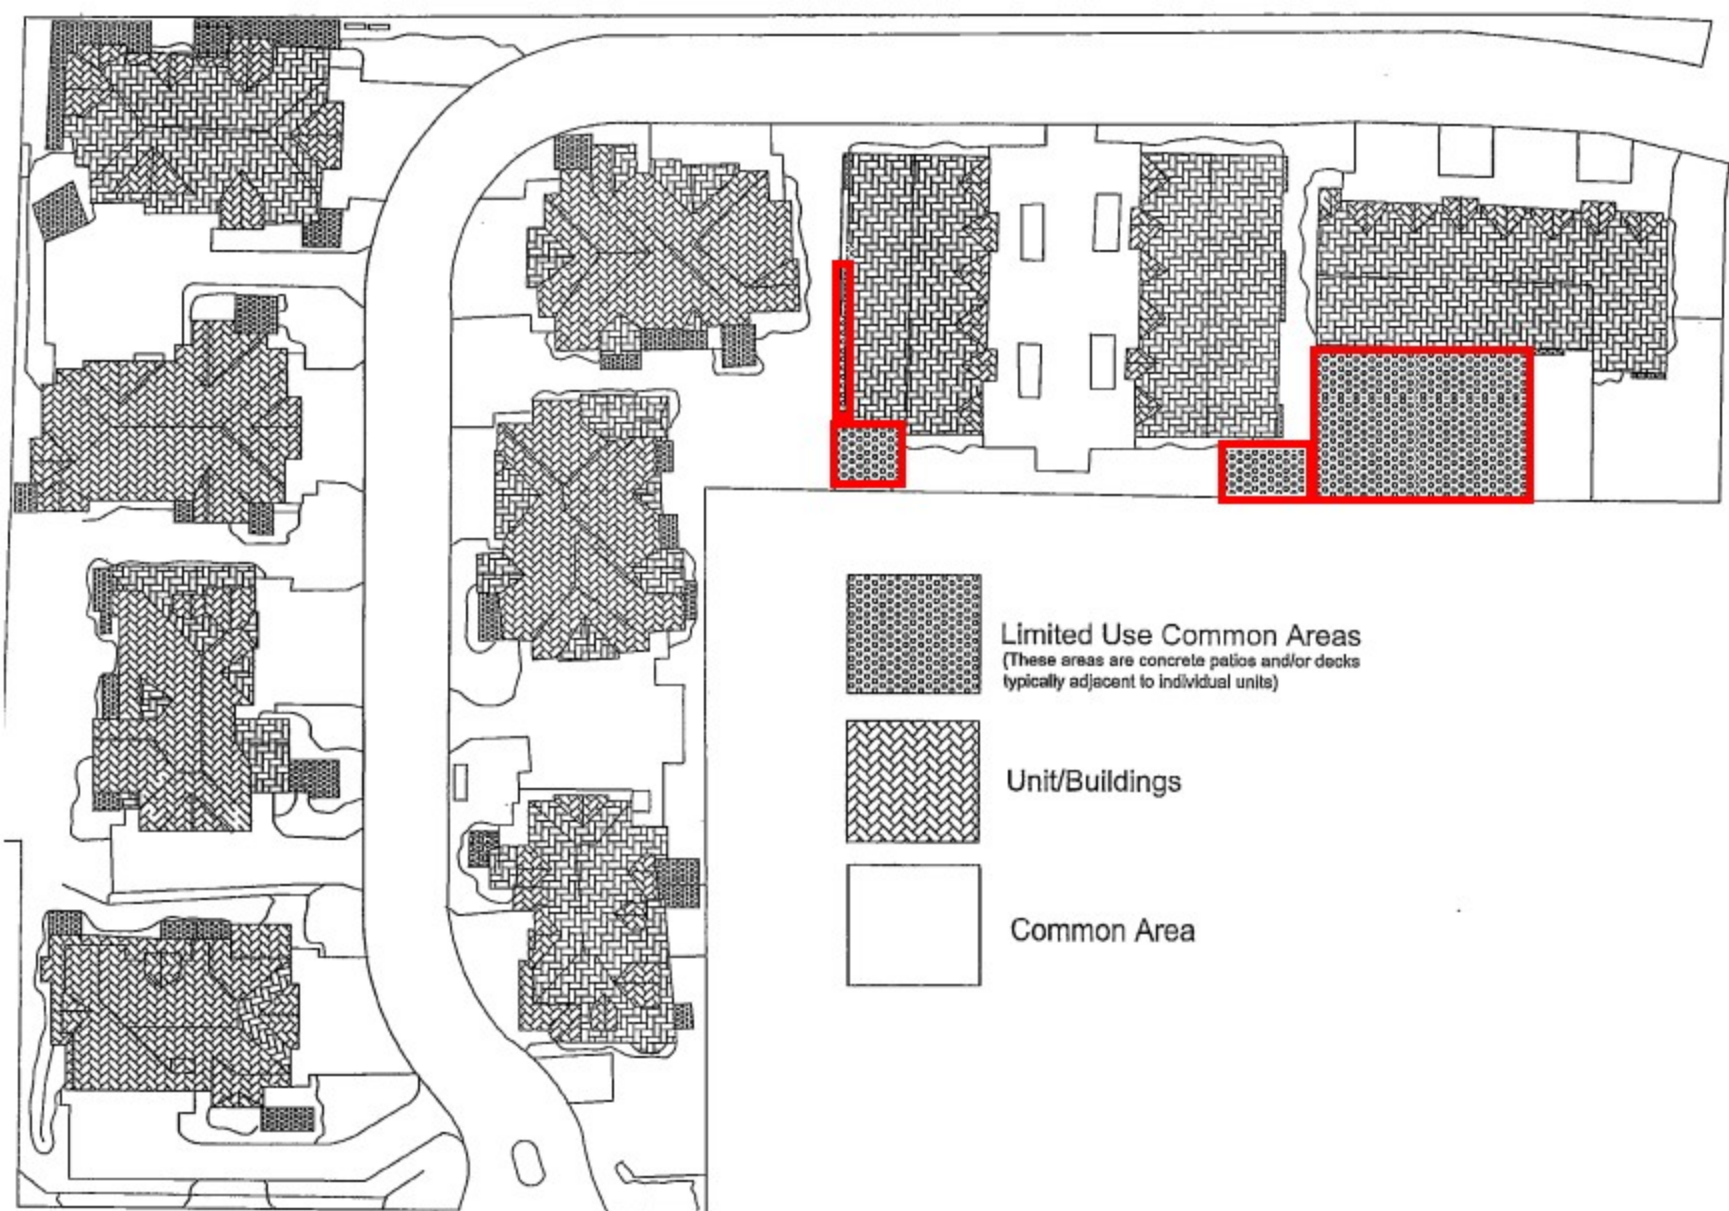 Limited Use Common Areas
(These areas are concrete patios and/or decks
typically adjacent to individual units)
Unit/Buildings
Common Area